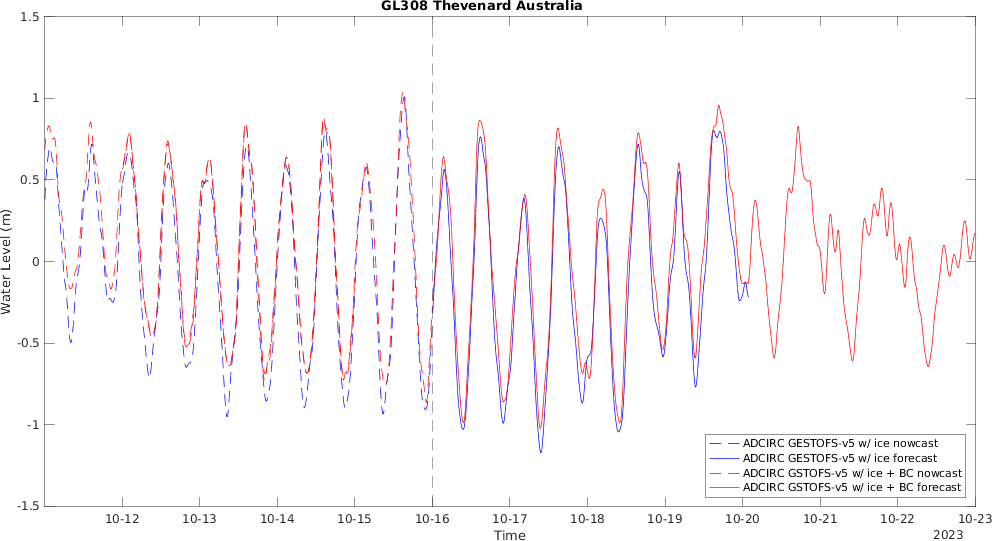 GL308 Thevenard Australia
1.5
1
0.5
0
-0.5
-1
-1.5
Water Level (m)
ADCIRC GESTOFS-v5 w/ ice nowcast
ADCIRC GESTOFS-v5 w/ ice forecast
ADCIRC GSTOFS-v5 w/ ice + BC nowcast
ADCIRC GSTOFS-v5 w/ ice + BC forecast
10-12 10-13 10-14 10-15 10-16 10-17 10-18 10-19 10-20 10-21 10-22 10-23
Time
2023